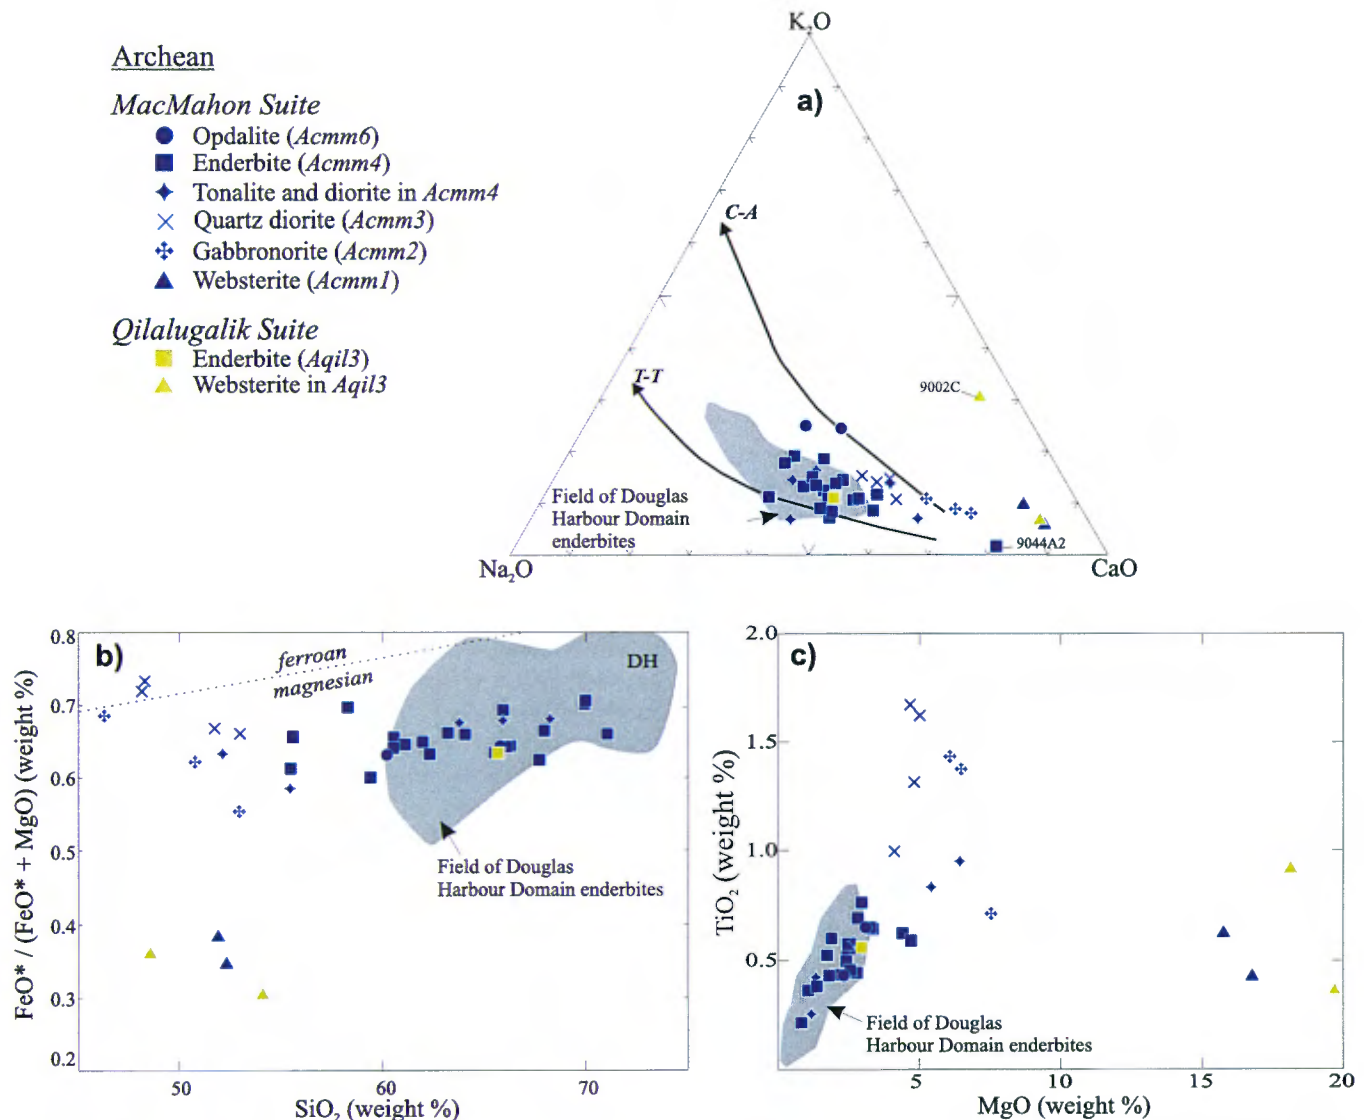 Archean
MacMahon Suite
Opdalite (Acmm6)
Enderbite (Acmm4)
Tonalite and diorite in Acmm4
Quartz diorite (Acmm3)
Gabbronorite (Acmm2)
Websterite (Acmm1)
Qilalugalik Suite
Enderbite (Aqil3)
Websterite in Aqil3
K₂O
a)
C-A
T-T
9002C
Field of Douglas
Harbour Domain
enderbites
9044A2
Na₂O
CaO
b)
0.8
0.7
0.6
0.5
0.4
0.3
0.2
FeO* / (FeO* + MgO) (weight %)
ferroan
magnesian
DH
Field of Douglas
Harbour Domain enderbites
50
60
70
SiO₂ (weight %)
c)
2.0
1.5
1.0
0.5
TiO₂ (weight %)
Field of Douglas
Harbour Domain enderbites
5
10
15
20
MgO (weight %)